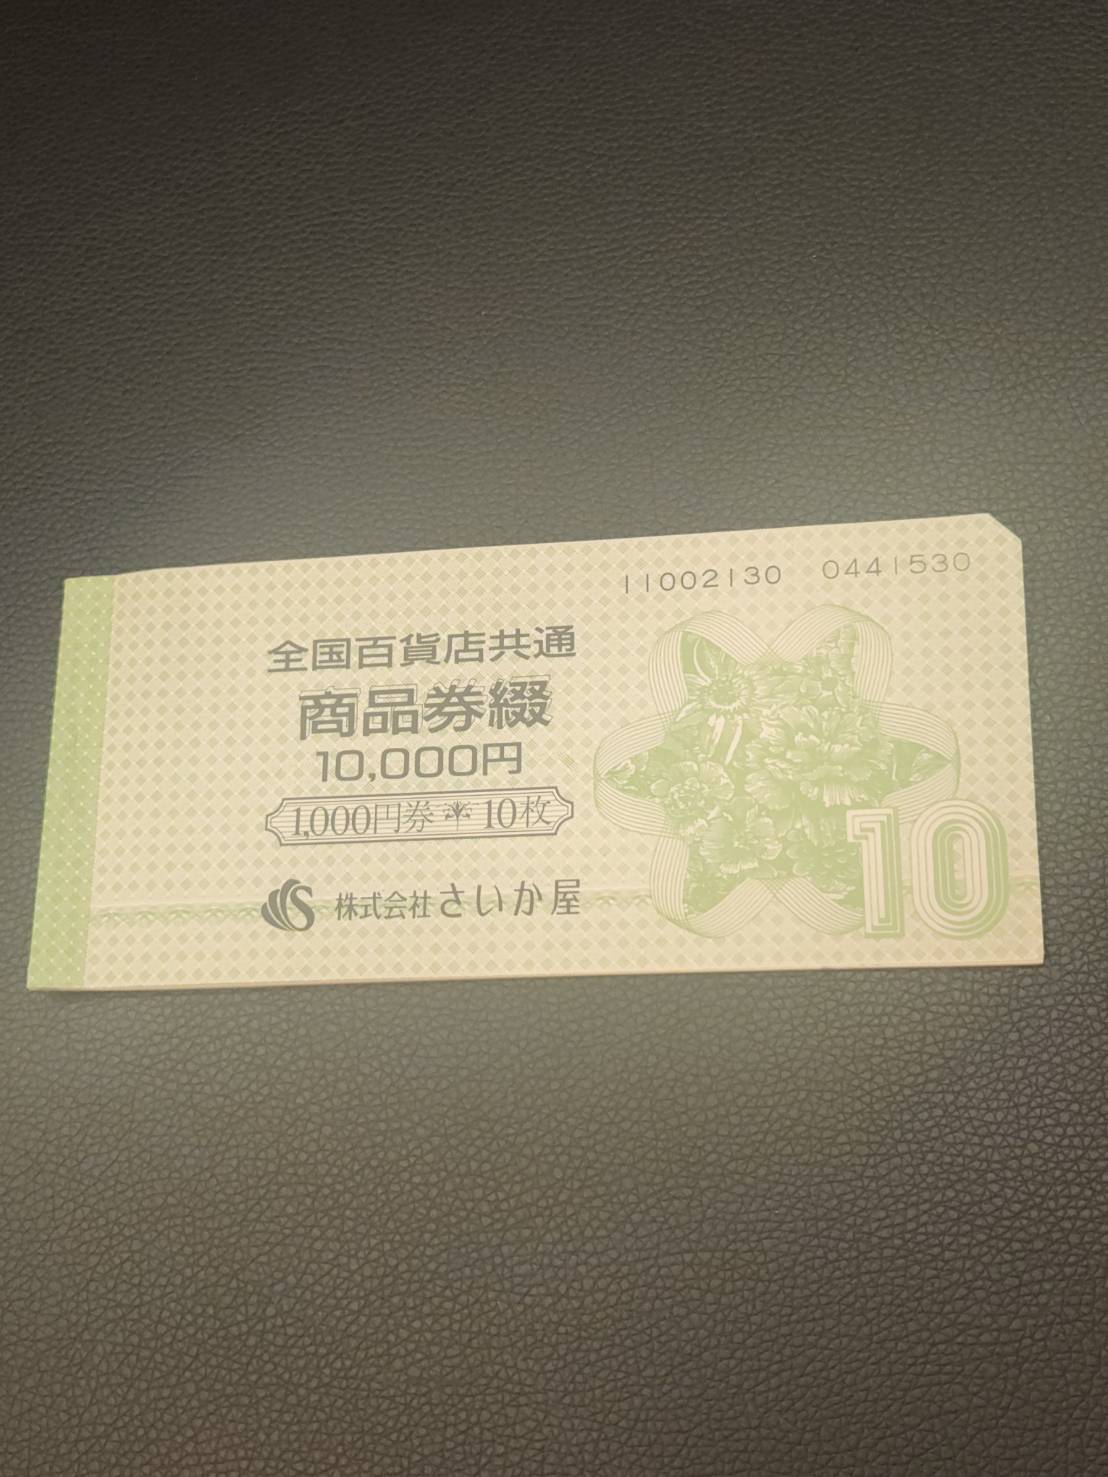 11002130 0441530
全国百貨店共通
商品券綴
10,000円
1,000円券 10枚
株式会社さいか屋
10